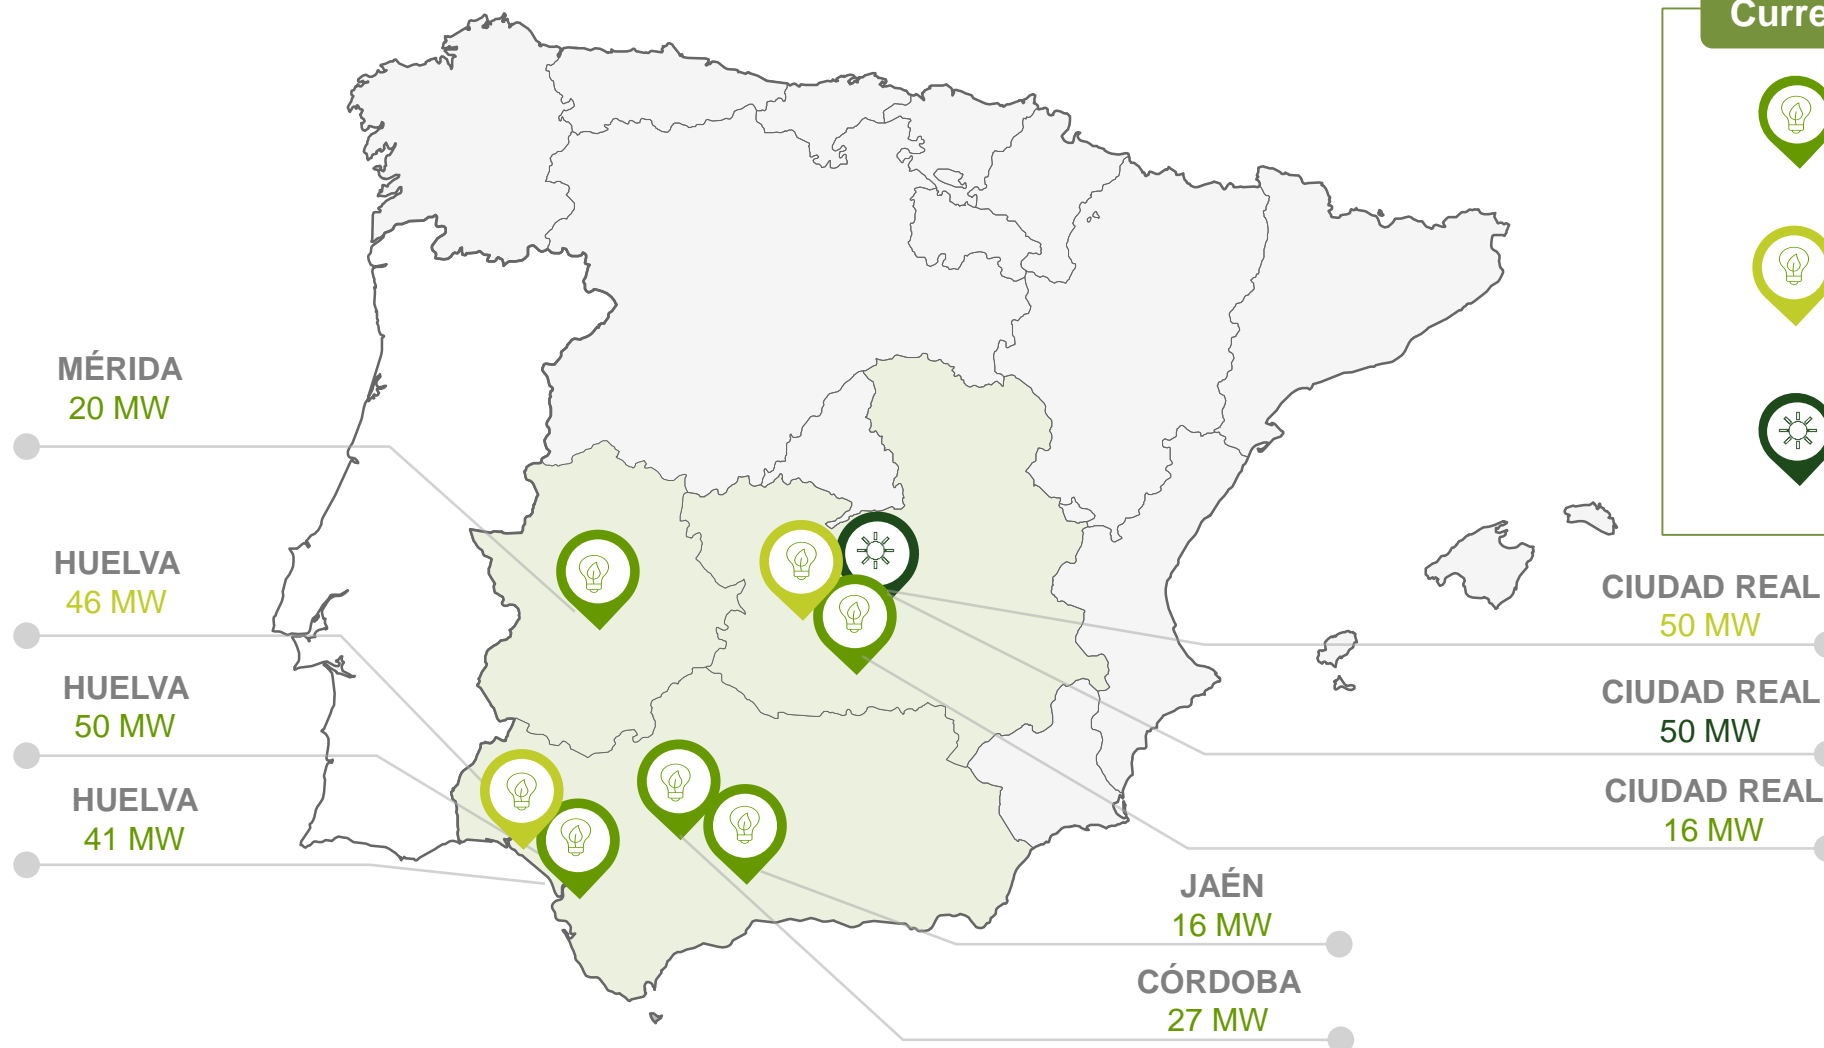 Curre
MÉRIDA
20 MW
HUELVA
46 MW
HUELVA
50 MW
HUELVA
41 MW
CIUDAD REAL
50 MW
CIUDAD REAL
50 MW
CIUDAD REAL
16 MW
JAÉN
16 MW
CÓRDOBA
27 MW